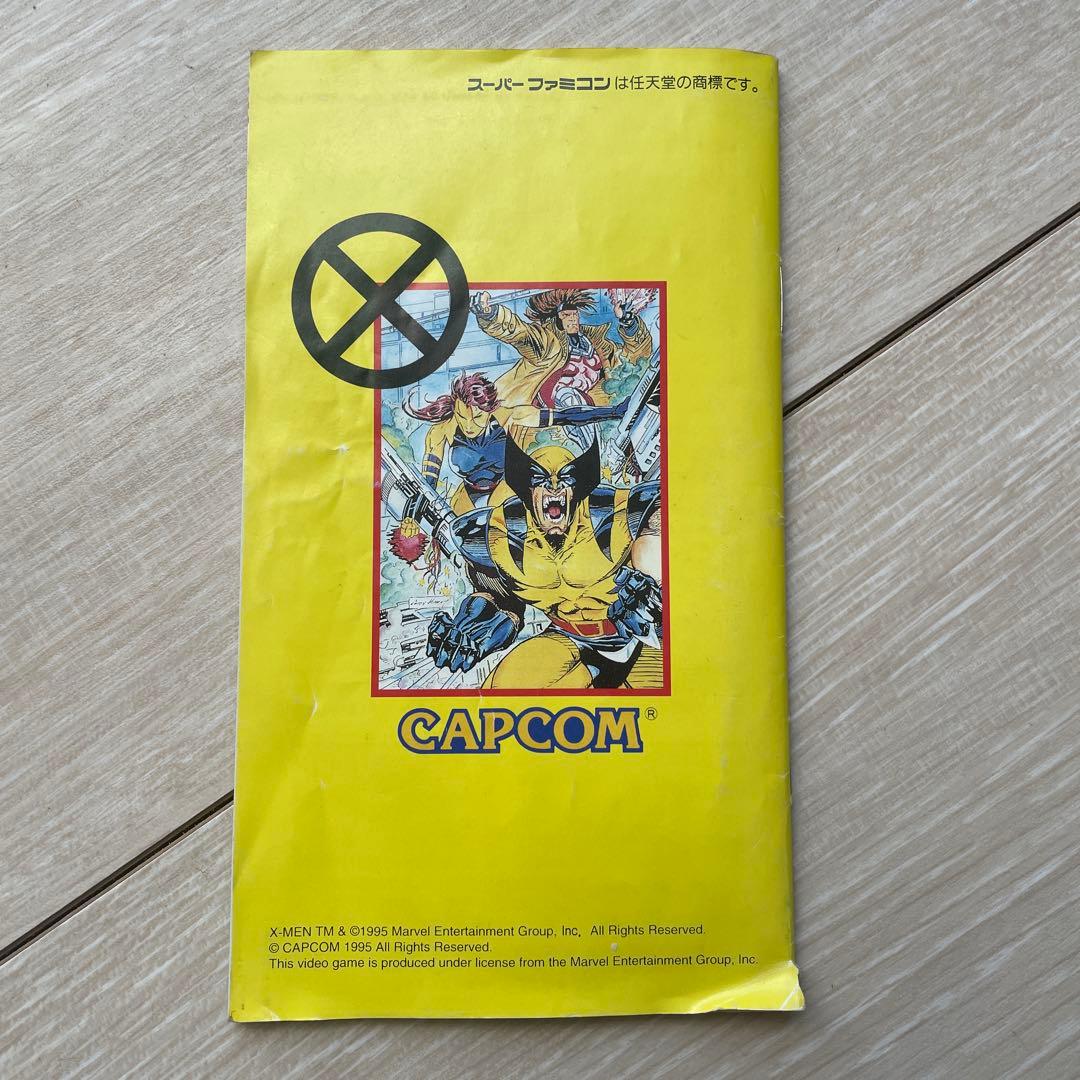 スーパーファミコンは任天堂の商標です。
CAPCOM®
X-MEN TM & ©1995 Marvel Entertainment Group, Inc, All Rights Reserved.
© CAPCOM 1995 All Rights Reserved.
This video game is produced under license from the Marvel Entertainment Group, Inc.